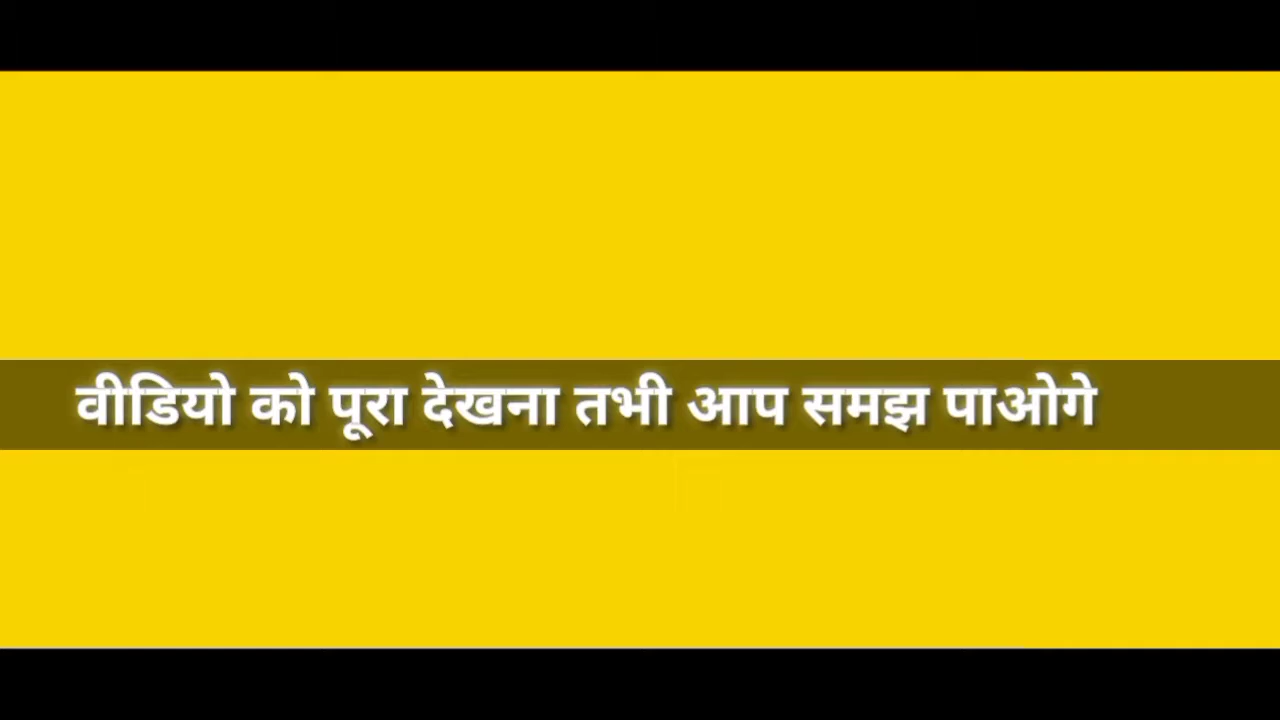 वीडियो को पूरा देखना तभी आप समझ पाओगे